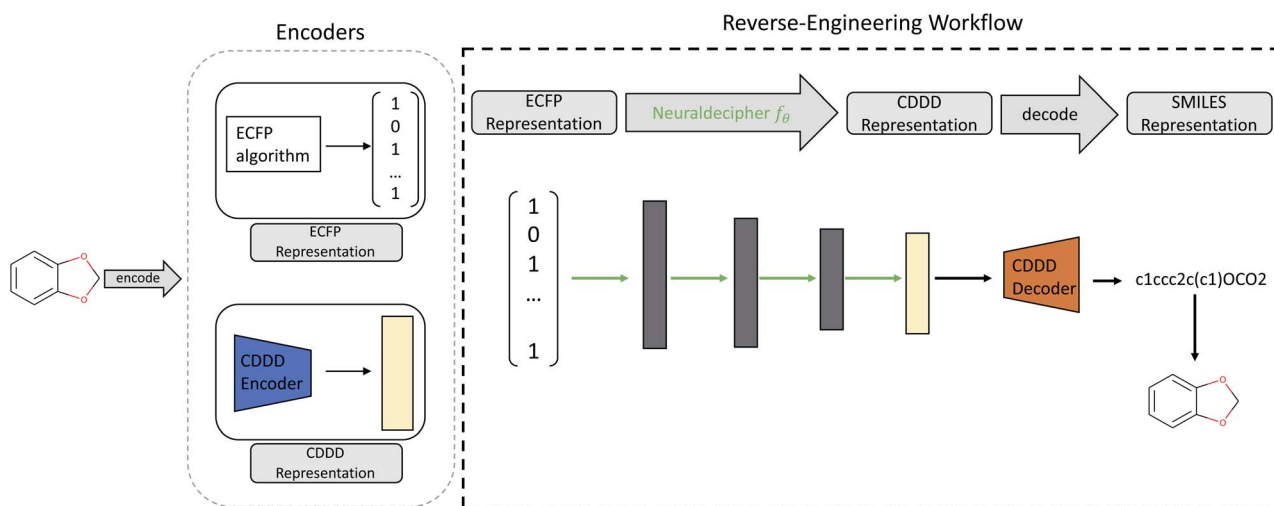 Encoders
Reverse-Engineering Workflow
encode
ECFP
algorithm
1
0
1
...
1
ECFP
Representation
CDDD
Encoder
CDDD
Representation
ECFP
Representation
Neuraldecipher fθ
CDDD
Representation
decode
SMILES
Representation
1
0
1
...
1
CDDD
Decoder
c1ccc2c(c1)OCO2
O
O
O
O